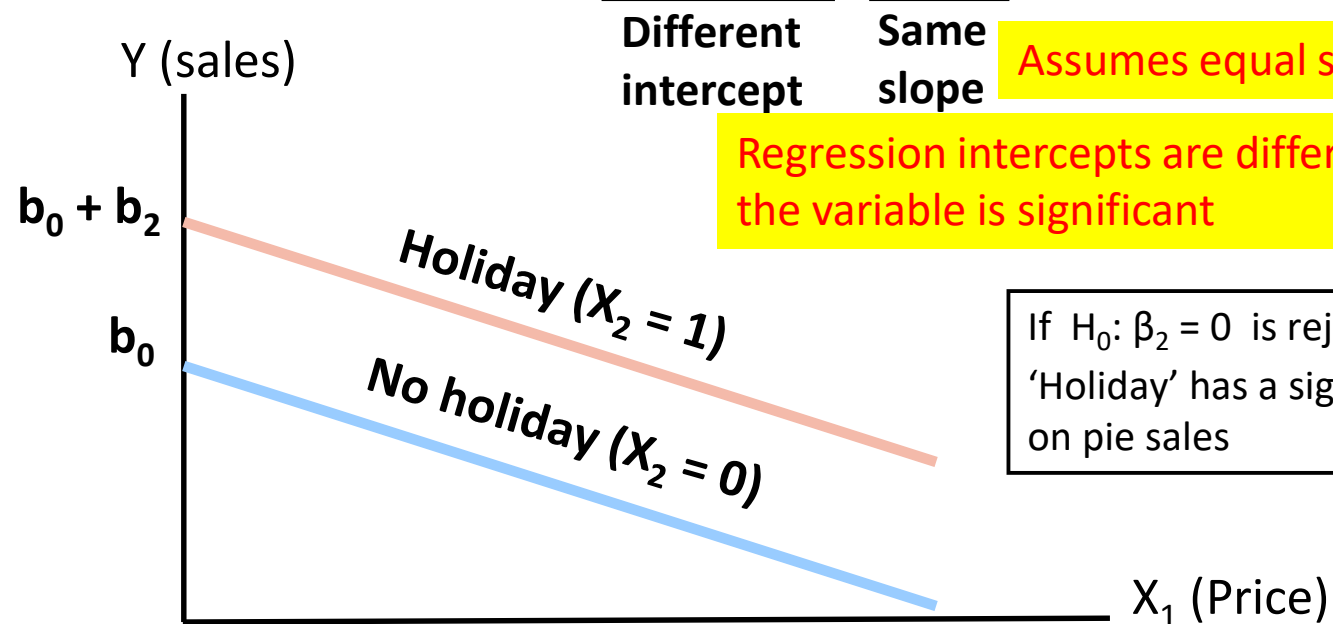 Different Same
intercept slope
Assumes equal s
Regression intercepts are differ
the variable is significant
Y (sales)
b₀ + b₂
Holiday (X₂ = 1)
b₀
No holiday (X₂ = 0)
If H₀: β₂ = 0 is rej
‘Holiday’ has a sig
on pie sales
X₁ (Price)